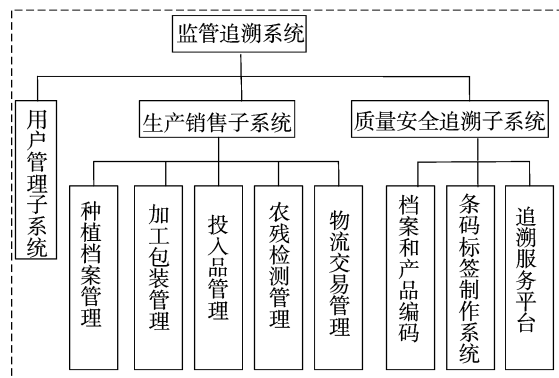 监管追溯系统
用户管理子系统
生产销售子系统
质量安全追溯子系统
种植档案管理
加工包装管理
投入品管理
农残检测管理
物流交易管理
档案和产品编码
条码标签制作系统
追溯服务平台